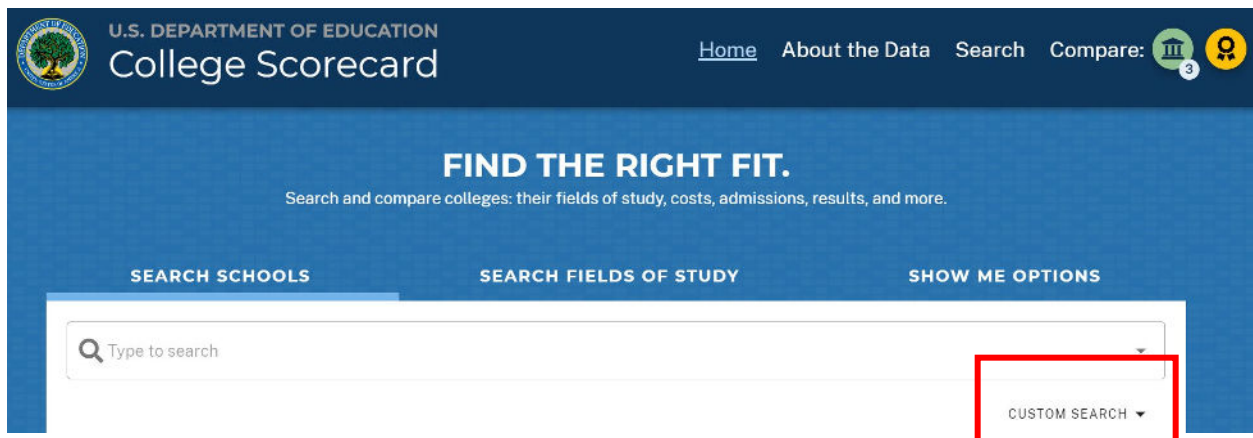 U.S. DEPARTMENT OF EDUCATION
College Scorecard
Home About the Data Search Compare: 3
FIND THE RIGHT FIT.
Search and compare colleges: their fields of study, costs, admissions, results, and more.
SEARCH SCHOOLS SEARCH FIELDS OF STUDY SHOW ME OPTIONS
Type to search
CUSTOM SEARCH